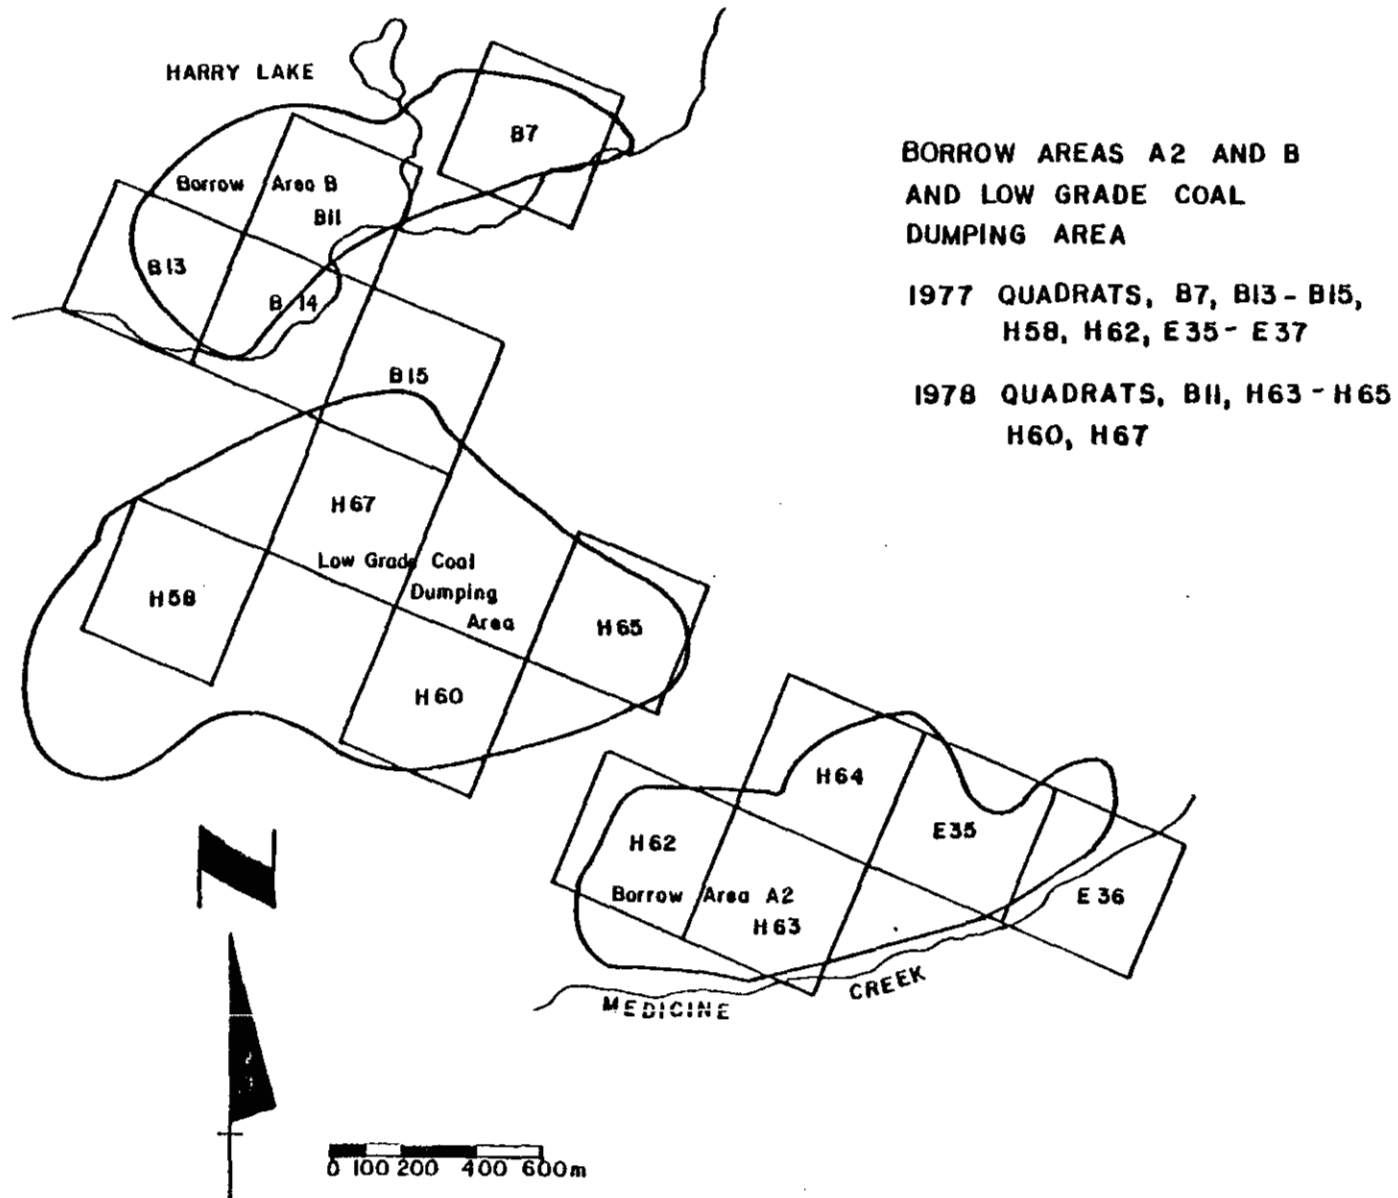 HARRY LAKE
B7
BORROW AREAS A2 AND B
AND LOW GRADE COAL
DUMPING AREA
1977 QUADRATS, B7, B13 - B15,
H58, H62, E35 - E37
1978 QUADRATS, B11, H63 - H65
H60, H67
Borrow Area B
B11
B13
B 14
B15
H67
Low Grade Coal
Dumping
Area
H58
H65
H60
H64
E35
H62
Borrow Area A2
H63
E 36
MEDICINE CREEK
0 100 200 400 600m